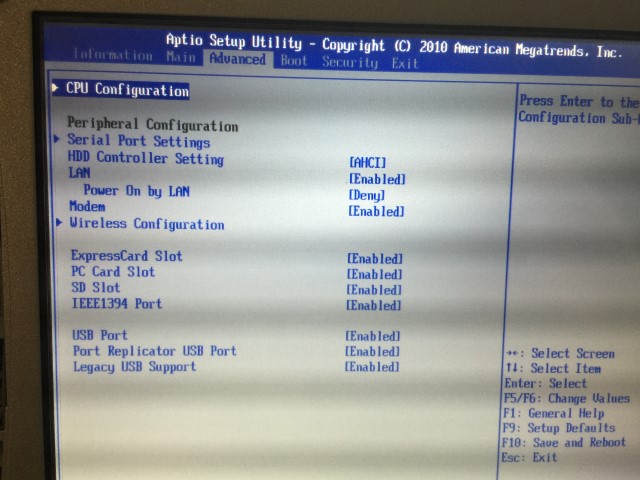 Aptio Setup Utility - Copyright (C) 2010 American Megatrends, Inc.
Information Main Advanced Boot Security Exit
CPU Configuration
Peripheral Configuration
Serial Port Settings
HDD Controller Setting [AHCI]
LAN [Enabled]
Power On by LAN [Deny]
Modem [Enabled]
Wireless Configuration
ExpressCard Slot [Enabled]
PC Card Slot [Enabled]
SD Slot [Enabled]
IEEE1394 Port [Enabled]
USB Port [Enabled]
Port Replicator USB Port [Enabled]
Legacy USB Support [Enabled]
Press Enter to the
Configuration Sub-
→←: Select Screen
↑↓: Select Item
Enter: Select
F5/F6: Change Values
F1: General Help
F9: Setup Defaults
F10: Save and Reboot
Esc: Exit